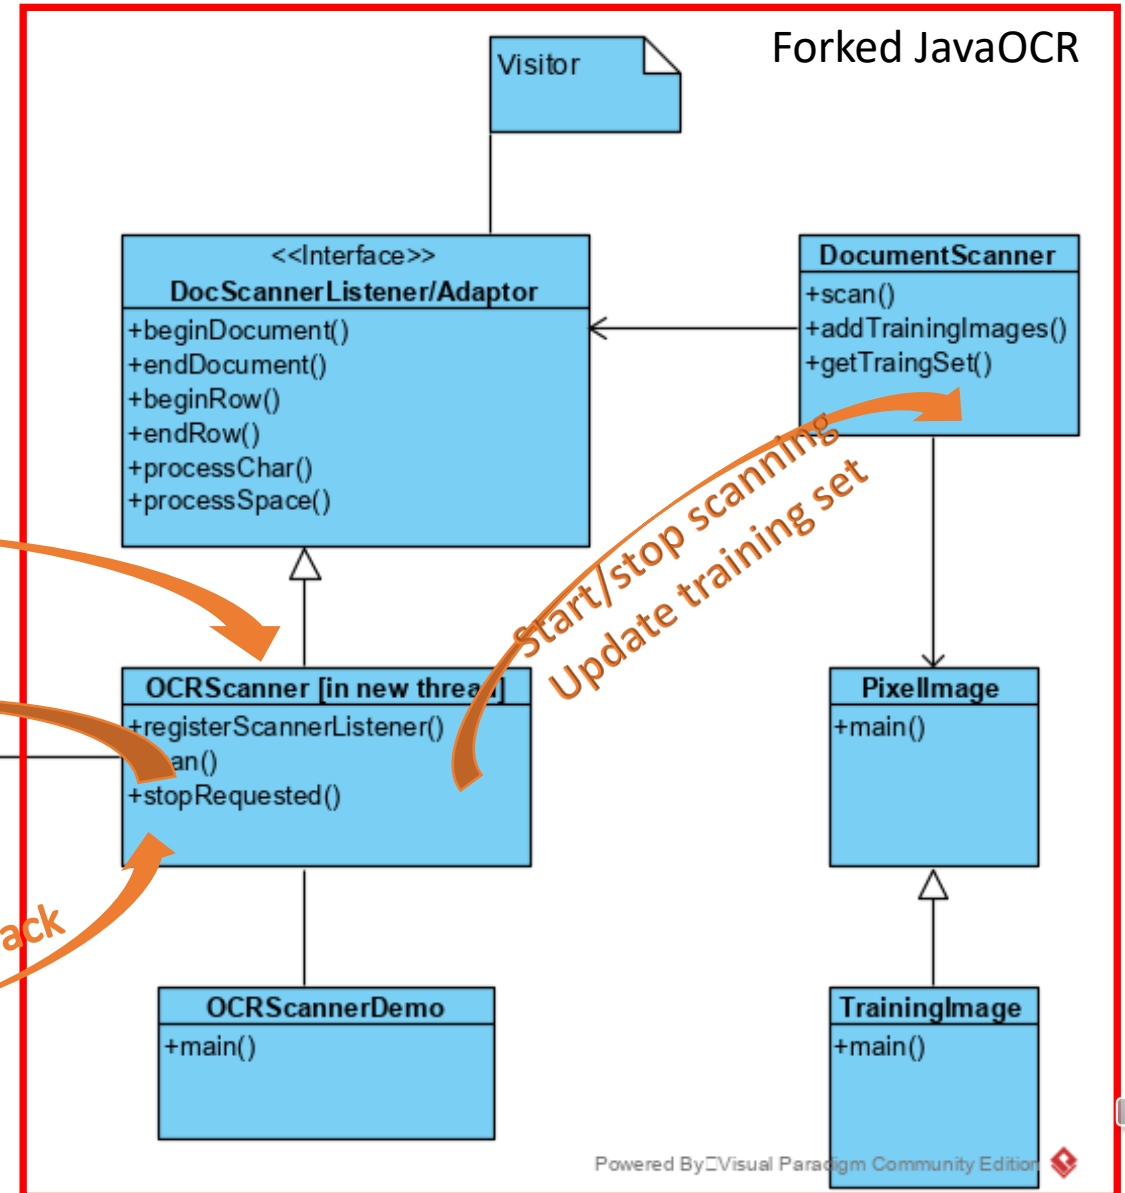 Forked JavaOCR
Visitor
<<Interface>>
DocScannerListener/Adaptor
+beginDocument()
+endDocument()
+beginRow()
+endRow()
+processChar()
+processSpace()
DocumentScanner
+scan()
+addTrainingImages()
+getTraingSet()
Start/stop scanning
Update training set
OCRScanner [in new thread]
+registerScannerListener()
an()
+stopRequested()
PixelImage
+main()
ack
OCRScannerDemo
+main()
TrainingImage
+main()
Powered By Visual Paradigm Community Edition